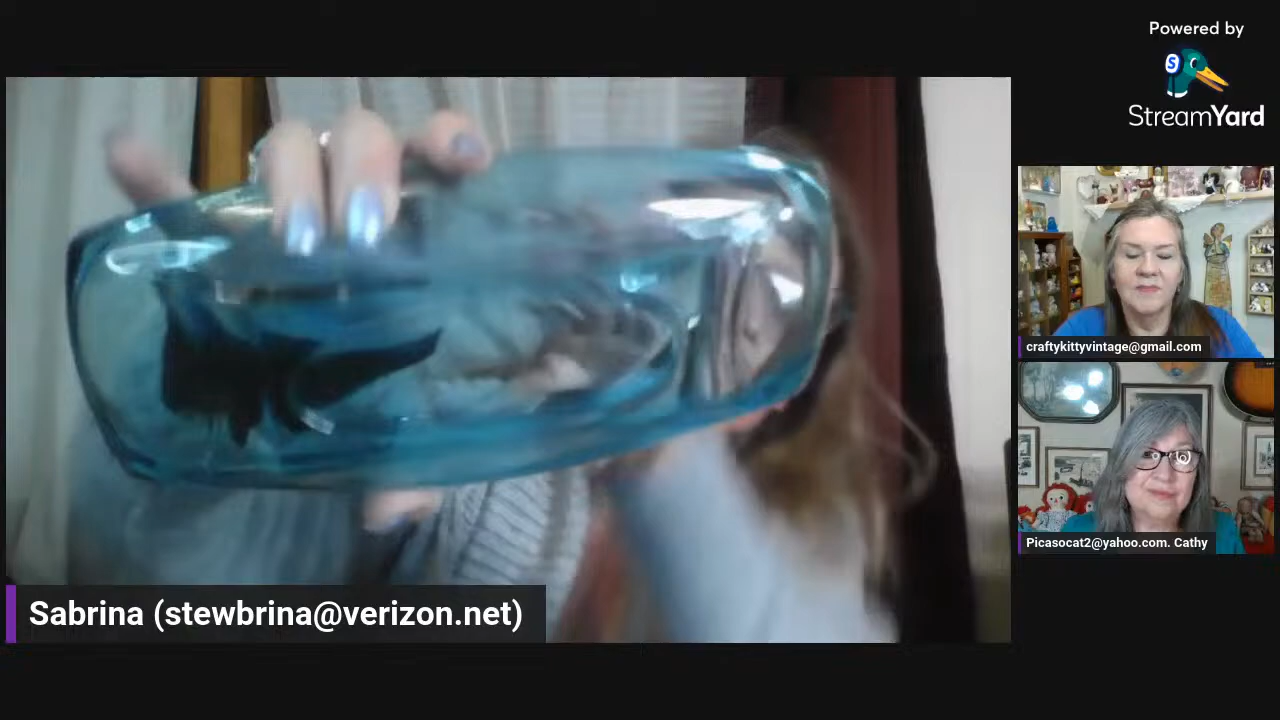 Powered by
StreamYard
craftykittyvintage@gmail.com
Picasocat2@yahoo.com. Cathy
Sabrina (stewbrina@verizon.net)